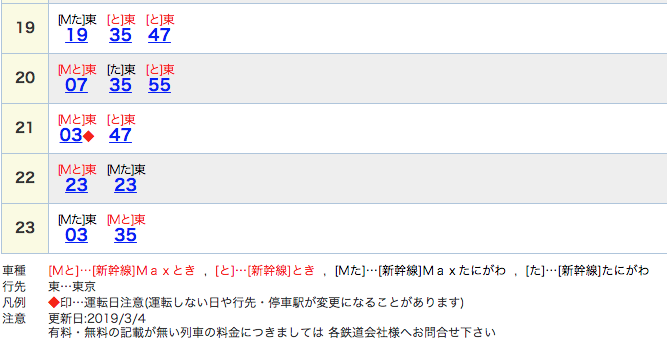 19 [Mた]東 [と]東 [と]東
19 35 47
20 [Mと]東 [た]東 [と]東
07 35 55
21 [Mと]東 [と]東
03◆ 47
22 [Mと]東 [Mた]東
23 23
23 [Mた]東 [Mと]東
03 35
車種 [Mと]…[新幹線]Ｍａｘとき , [と]…[新幹線]とき , [Mた]…[新幹線]Ｍａｘたにがわ , [た]…[新幹線]たにがわ
行先 東…東京
凡例 ◆印…運転日注意(運転しない日や行先・停車駅が変更になることがあります)
注意 更新日:2019/3/4
有料・無料の記載が無い列車の料金につきましては 各鉄道会社様へお問合せ下さい